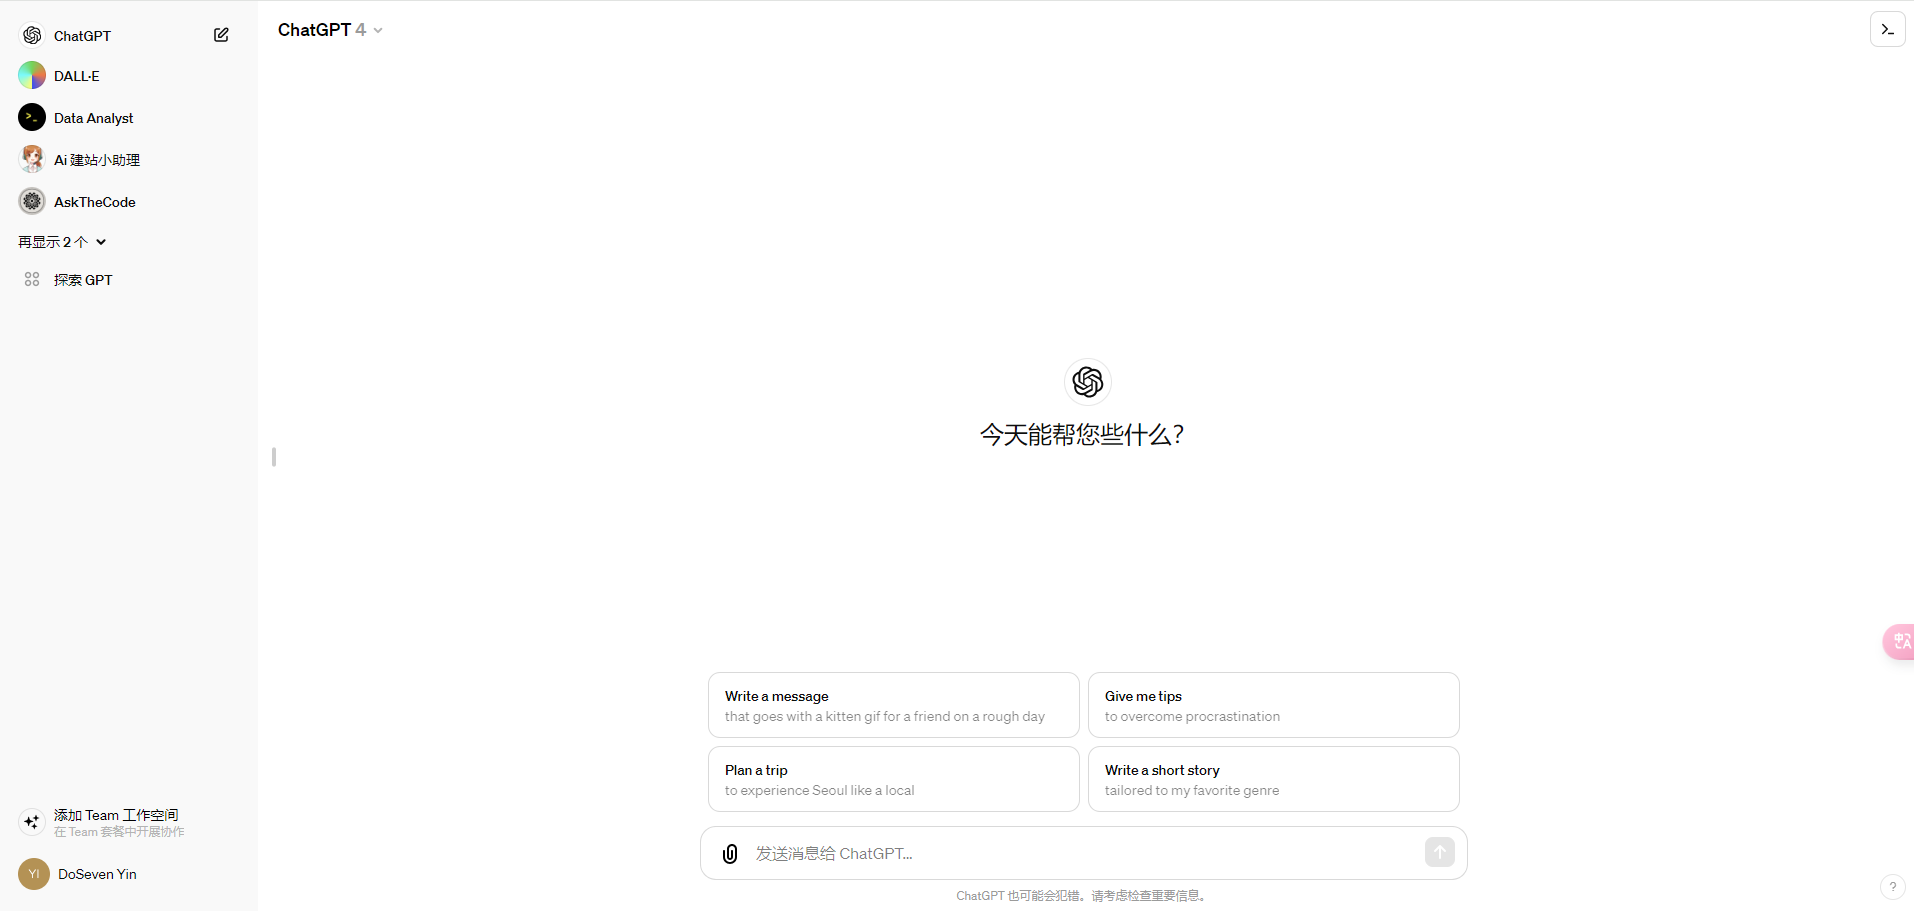 ChatGPT
DALL·E
Data Analyst
Ai 建站小助理
AskTheCode
再显示 2 个
探索 GPT
添加 Team 工作空间
在 Team 套餐中开展协作
YI
DoSeven Yin
ChatGPT 4
今天能帮您些什么?
Write a message
that goes with a kitten gif for a friend on a rough day
Give me tips
to overcome procrastination
Plan a trip
to experience Seoul like a local
Write a short story
tailored to my favorite genre
发送消息给 ChatGPT...
ChatGPT 也可能会犯错。请考虑检查重要信息。
中
A
?